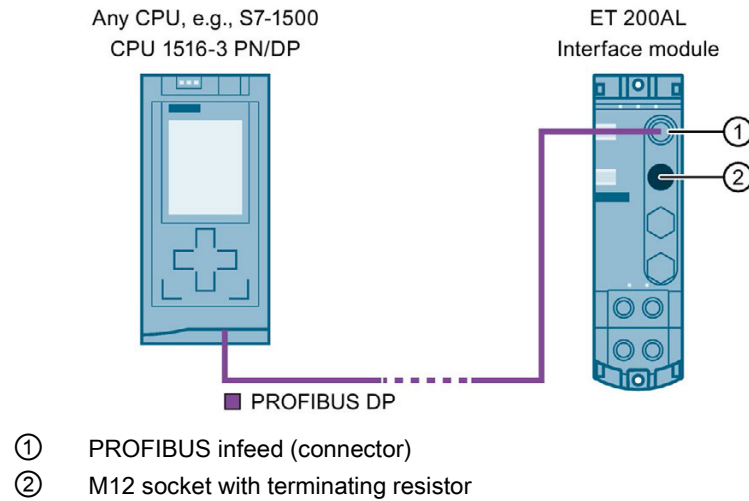 Any CPU, e.g., S7-1500
CPU 1516-3 PN/DP
ET 200AL
Interface module
①
②
PROFIBUS DP
① PROFIBUS infeed (connector)
② M12 socket with terminating resistor